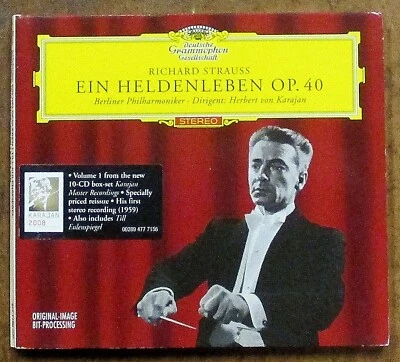 Deutsche
Grammophon
Gesellschaft
RICHARD STRAUSS
EIN HELDENLEBEN OP. 40
Berliner Philharmoniker · Dirigent: Herbert von Karajan
STEREO
• Volume 1 from the new
10-CD box-set Karajan
Master Recordings • Specially
priced reissue • His first
stereo recording (1959)
• Also includes Till
Eulenspiegel
00289 477 7156
KARAJAN
2008
ORIGINAL-IMAGE
BIT-PROCESSING